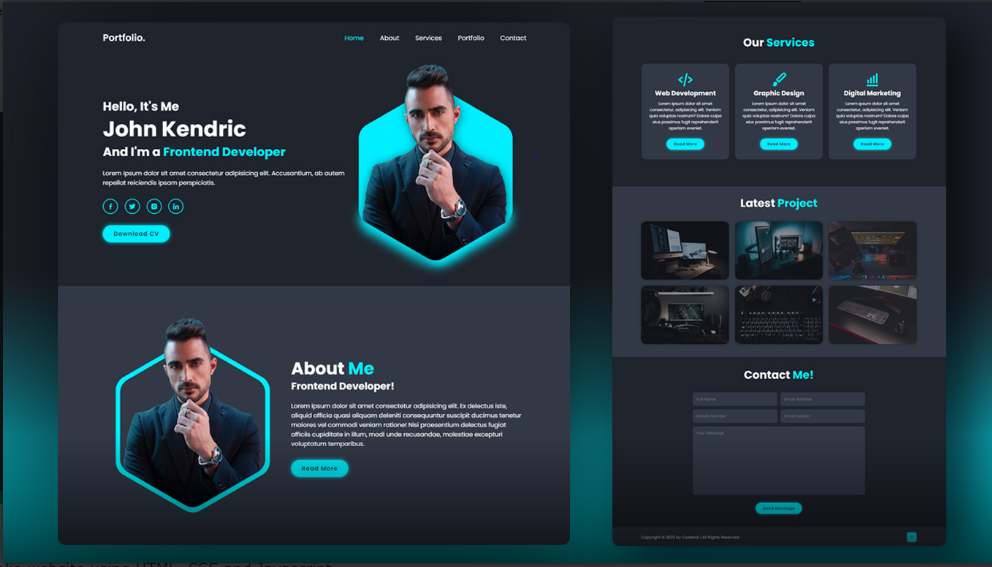 Portfolio.
Home About Services Portfolio Contact
Hello, It's Me
John Kendric
And I'm a Frontend Developer
Lorem ipsum dolor sit amet consectetur adipisicing elit. Accusantium, ab autem
repellat reiciendis ipsam perspiciatis.
Download CV
About Me
Frontend Developer!
Lorem ipsum dolor sit amet consectetur adipisicing elit. Ex delectus iste,
aliquid officia quasi aliquam deleniti consequuntur suscipit ducimus tenetur
maiores vel commodi veniam ratione! Nisi praesentium delectus fugiat
officiis cupiditate in illum, modi unde recusandae, molestiae excepturi
voluptatum temporibus.
Read More
Our Services
Web Development
Lorem ipsum dolor sit amet
consectetur, adipisicing elit. Veniam
quia voluptas nostrum? Dolores culpa
eius possimus fugit reprehenderit
aperiam eveniet.
Read More
Graphic Design
Lorem ipsum dolor sit amet
consectetur, adipisicing elit. Veniam
quia voluptas nostrum? Dolores culpa
eius possimus fugit reprehenderit
aperiam eveniet.
Read More
Digital Marketing
Lorem ipsum dolor sit amet
consectetur, adipisicing elit. Veniam
quia voluptas nostrum? Dolores culpa
eius possimus fugit reprehenderit
aperiam eveniet.
Read More
Latest Project
Contact Me!
Full Name Email Address
Mobile Number Email Subject
Your Message
Send Message
Copyright © 2023 by Codehal | All Rights Reserved.
website using HTML, CSS and Javascript